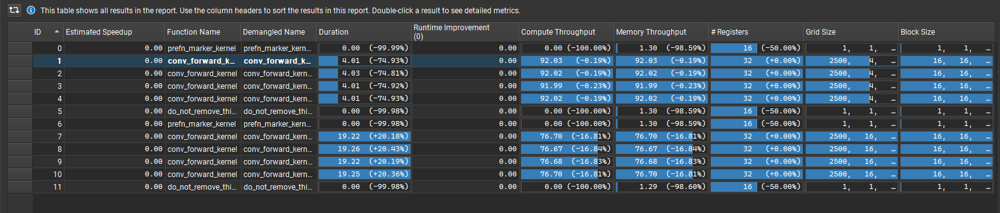 This table shows all results in the report. Use the column headers to sort the results in this report. Double-click a result to see detailed metrics.
ID Estimated Speedup Function Name Demangled Name Duration Runtime Improvement (0) Compute Throughput Memory Throughput # Registers Grid Size Block Size
0 0.00 prefn_marker_kernel prefn_marker_kern… 0.00 (-99.99%) 0.00 0.00 (-100.00%) 1.30 (-98.59%) 16 (-50.00%) 1, 1, … 1, 1, …
1 0.00 conv_forward_k… conv_forward_k… 4.01 (-74.93%) 0.00 92.03 (-0.19%) 92.03 (-0.19%) 32 (+0.00%) 2500, 4, … 16, 16, …
2 0.00 conv_forward_kernel conv_forward_kern… 4.03 (-74.81%) 0.00 92.02 (-0.19%) 92.02 (-0.19%) 32 (+0.00%) 2500, 4, … 16, 16, …
3 0.00 conv_forward_kernel conv_forward_kern… 4.01 (-74.92%) 0.00 91.99 (-0.23%) 91.99 (-0.23%) 32 (+0.00%) 2500, 4, … 16, 16, …
4 0.00 conv_forward_kernel conv_forward_kern… 4.01 (-74.93%) 0.00 92.02 (-0.19%) 92.02 (-0.19%) 32 (+0.00%) 2500, 4, … 16, 16, …
5 0.00 do_not_remove_thi… do_not_remove_thi… 0.00 (-99.98%) 0.00 0.00 (-100.00%) 1.30 (-98.59%) 16 (-50.00%) 1, 1, … 1, 1, …
6 0.00 prefn_marker_kernel prefn_marker_kern… 0.00 (-99.98%) 0.00 0.00 (-100.00%) 1.30 (-98.59%) 16 (-50.00%) 1, 1, … 1, 1, …
7 0.00 conv_forward_kernel conv_forward_kern… 19.22 (+20.18%) 0.00 76.70 (-16.81%) 76.70 (-16.81%) 32 (+0.00%) 2500, 16, … 16, 16, …
8 0.00 conv_forward_kernel conv_forward_kern… 19.26 (+20.43%) 0.00 76.67 (-16.84%) 76.67 (-16.84%) 32 (+0.00%) 2500, 16, … 16, 16, …
9 0.00 conv_forward_kernel conv_forward_kern… 19.22 (+20.19%) 0.00 76.68 (-16.83%) 76.68 (-16.83%) 32 (+0.00%) 2500, 16, … 16, 16, …
10 0.00 conv_forward_kernel conv_forward_kern… 19.25 (+20.36%) 0.00 76.70 (-16.81%) 76.70 (-16.81%) 32 (+0.00%) 2500, 16, … 16, 16, …
11 0.00 do_not_remove_thi… do_not_remove_thi… 0.00 (-99.98%) 0.00 0.00 (-100.00%) 1.29 (-98.60%) 16 (-50.00%) 1, 1, … 1, 1, …